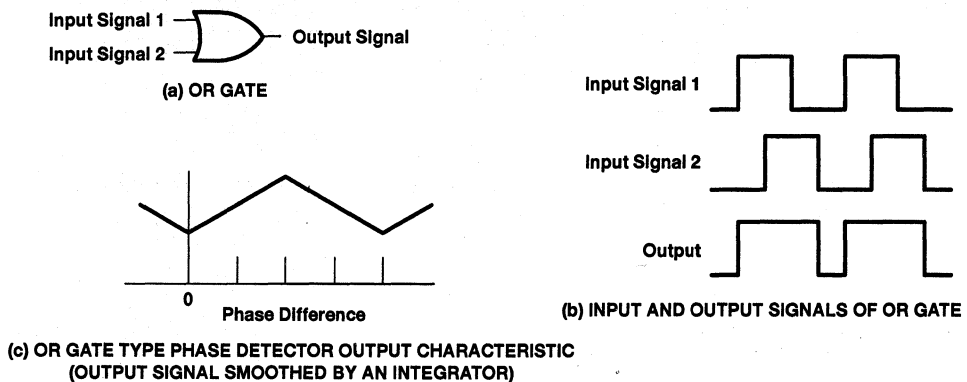 Input Signal 1
Input Signal 2
Output Signal
(a) OR GATE
Input Signal 1
Input Signal 2
Output
(b) INPUT AND OUTPUT SIGNALS OF OR GATE
0
Phase Difference
(c) OR GATE TYPE PHASE DETECTOR OUTPUT CHARACTERISTIC
(OUTPUT SIGNAL SMOOTHED BY AN INTEGRATOR)